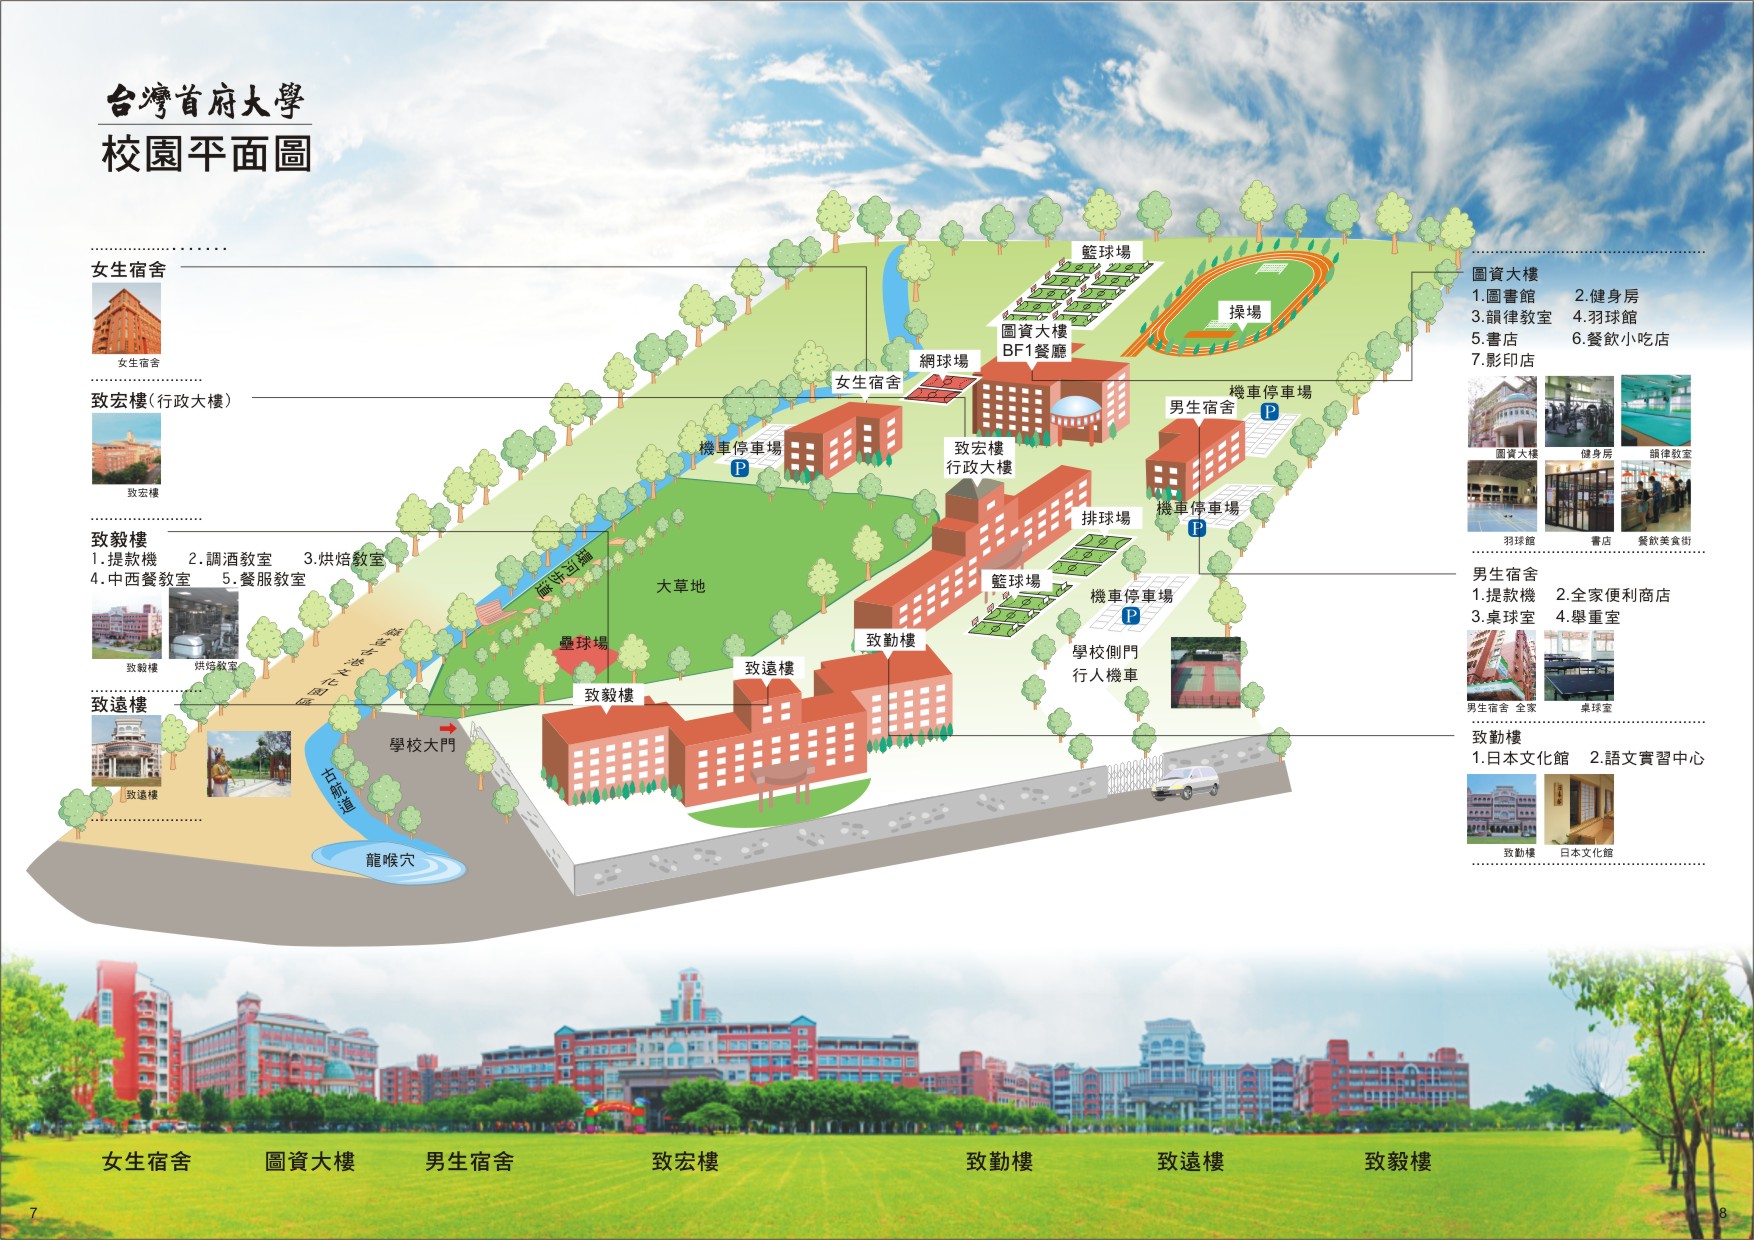 台灣首府大學
校園平面圖
女生宿舍
女生宿舍
致宏樓(行政大樓)
致宏樓
致毅樓
1.提款機 2.調酒教室 3.烘焙教室
4.中西餐教室 5.餐服教室
致毅樓 烘焙教室
致遠樓
致遠樓
籃球場
操場
圖資大樓
BF1餐廳
網球場
女生宿舍
機車停車場
P
男生宿舍
機車停車場
P
致宏樓
行政大樓
機車停車場
P
排球場
大草地
環河步道
籃球場
機車停車場
P
壘球場
致勤樓
學校側門
行人機車
致遠樓
致毅樓
麻荳古港文化園區
學校大門
古航道
龍喉穴
圖資大樓
1.圖書館 2.健身房
3.韻律教室 4.羽球館
5.書店 6.餐飲小吃店
7.影印店
圖資大樓 健身房 韻律教室
羽球館 書店 餐飲美食街
男生宿舍
1.提款機 2.全家便利商店
3.桌球室 4.舉重室
男生宿舍 全家 桌球室
致勤樓
1.日本文化館 2.語文實習中心
致勤樓 日本文化館
女生宿舍 圖資大樓 男生宿舍 致宏樓 致勤樓 致遠樓 致毅樓
7
8